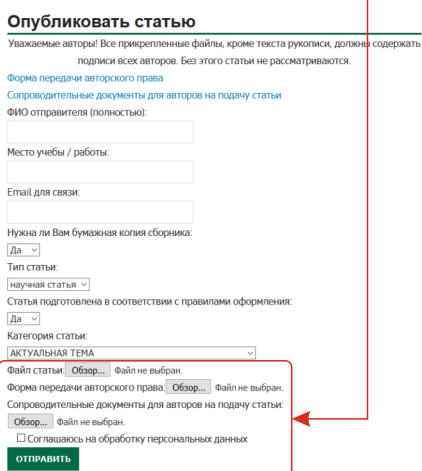 Опубликовать статью
Уважаемые авторы! Все прикрепленные файлы, кроме текста рукописи, должны содержать
подписи всех авторов. Без этого статьи не рассматриваются.
Форма передачи авторского права
Сопроводительные документы для авторов на подачу статьи
ФИО отправителя (полностью):
Место учебы / работы:
Email для связи:
Нужна ли Вам бумажная копия сборника:
Да
Тип статьи:
научная статья
Статья подготовлена в соответствии с правилами оформления:
Да
Категория статьи:
АКТУАЛЬНАЯ ТЕМА
Файл статьи: Обзор... Файл не выбран.
Форма передачи авторского права: Обзор... Файл не выбран.
Сопроводительные документы для авторов на подачу статьи:
Обзор... Файл не выбран.
Соглашаюсь на обработку персональных данных
ОТПРАВИТЬ